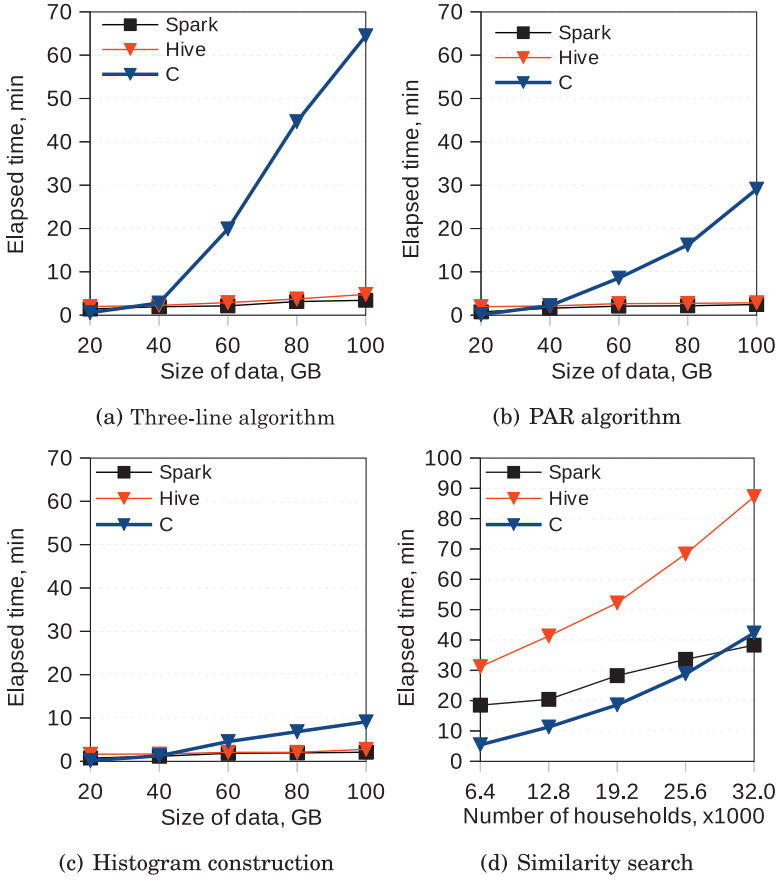 70
60
50
40
30
20
10
0
Elapsed time, min
Spark
Hive
C
20 40 60 80 100
Size of data, GB
(a) Three-line algorithm
70
60
50
40
30
20
10
0
Elapsed time, min
Spark
Hive
C
20 40 60 80 100
Size of data, GB
(b) PAR algorithm
70
60
50
40
30
20
10
0
Elapsed time, min
Spark
Hive
C
20 40 60 80 100
Size of data, GB
(c) Histogram construction
100
90
80
70
60
50
40
30
20
10
0
Elapsed time, min
Spark
Hive
C
6.4 12.8 19.2 25.6 32.0
Number of households, x1000
(d) Similarity search